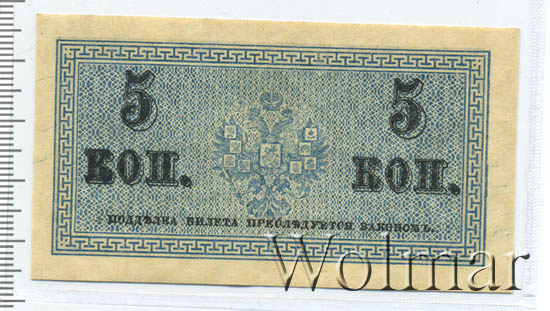 5 5
КОП. КОП.
ПОДДѢЛКА БИЛЕТА ПРЕСЛѢДУЕТСЯ ЗАКОНОМЪ.
Wolmar